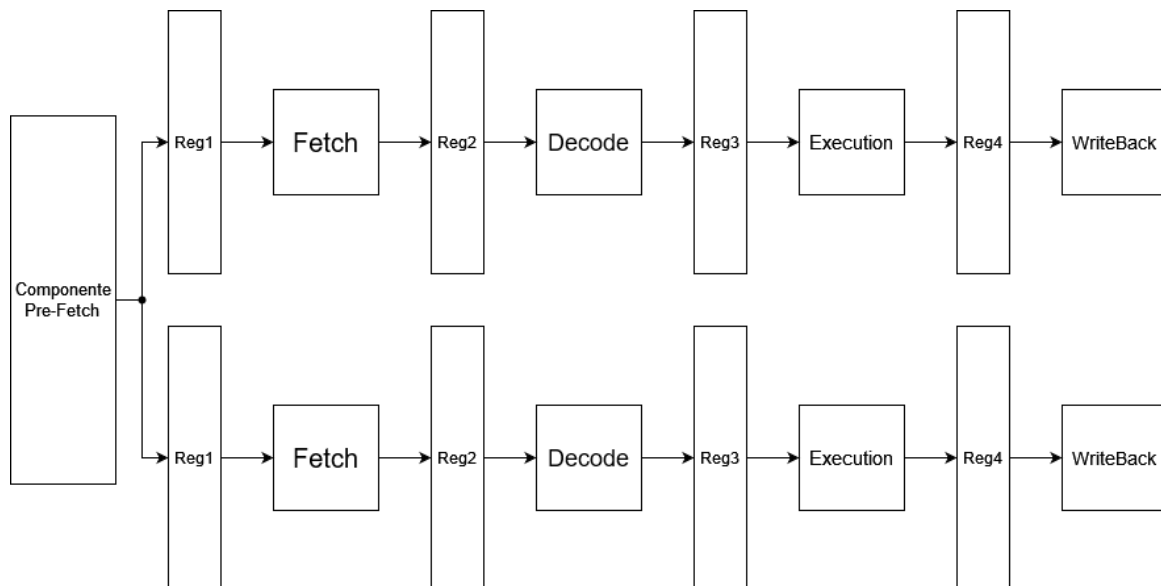 Componente
Pre-Fetch
Reg1
Fetch
Reg2
Decode
Reg3
Execution
Reg4
WriteBack
Reg1
Fetch
Reg2
Decode
Reg3
Execution
Reg4
WriteBack